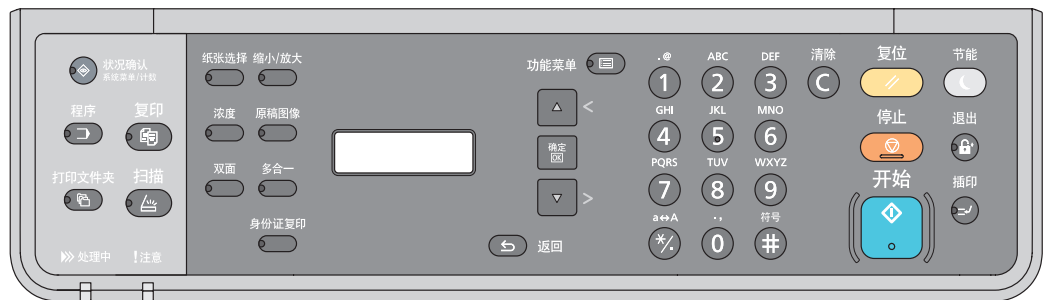 状况确认
系统菜单/计数
程序
复印
打印文件夹
扫描
处理中
!注意
纸张选择
缩小/放大
浓度
原稿图像
双面
多合一
身份证复印
功能菜单
<
确定
OK
>
返回
.@
ABC
DEF
1
2
3
GHI
JKL
MNO
4
5
6
PQRS
TUV
WXYZ
7
8
9
a↔A
.,
符号
*/.
0
#
清除
C
复位
节能
停止
退出
开始
插印